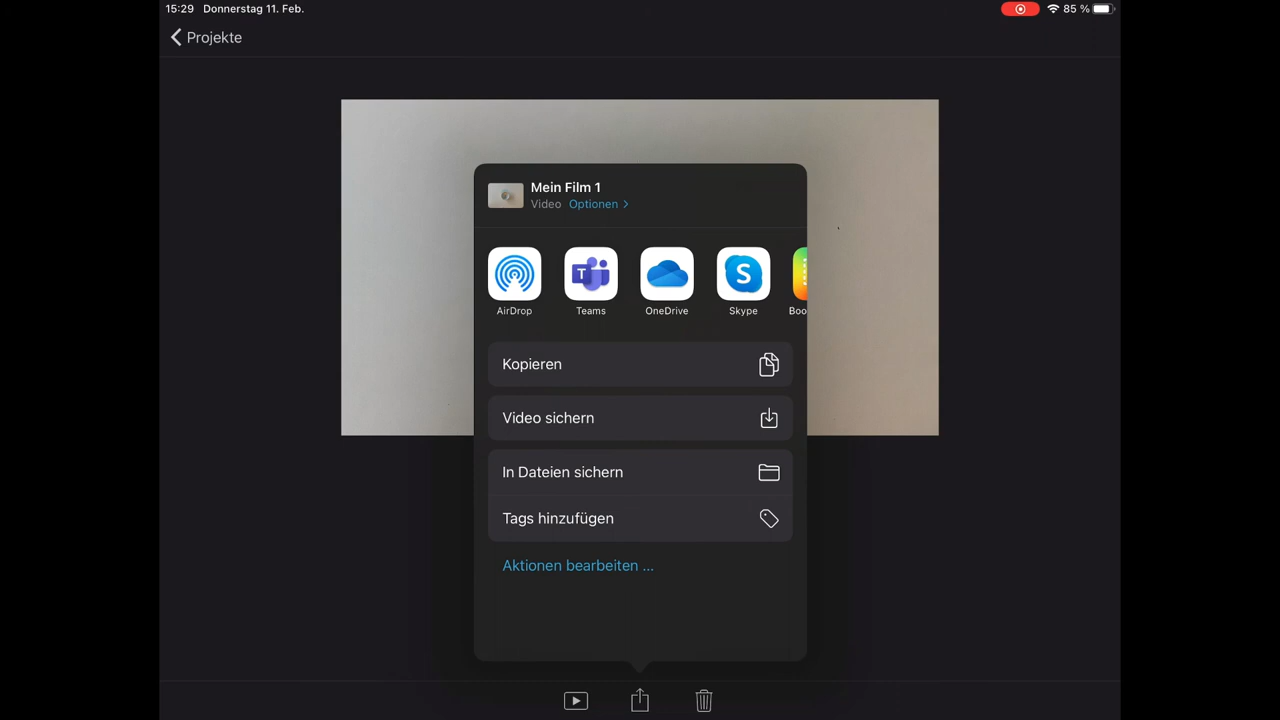 15:29 Donnerstag 11. Feb. 85 %
Projekte
Mein Film 1
Video Optionen >
AirDrop Teams OneDrive Skype Boo
Kopieren
Video sichern
In Dateien sichern
Tags hinzufügen
Aktionen bearbeiten ...